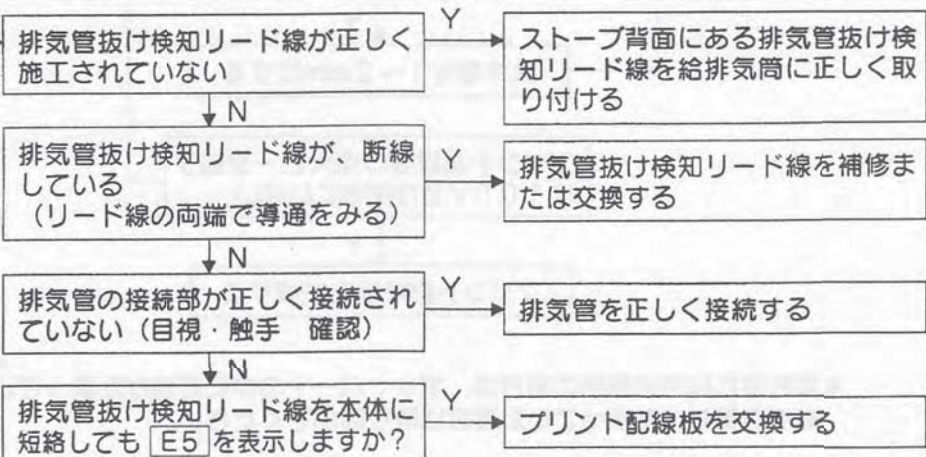 排気管抜け検知リード線が正しく
施工されていない
Y
ストーブ背面にある排気管抜け検
知リード線を給排気筒に正しく取
り付ける
N
排気管抜け検知リード線が、断線
している
(リード線の両端で導通をみる)
Y
排気管抜け検知リード線を補修ま
たは交換する
N
排気管の接続部が正しく接続され
ていない(目視・触手 確認)
Y
排気管を正しく接続する
N
排気管抜け検知リード線を本体に
短絡しても E5 を表示しますか?
Y
プリント配線板を交換する